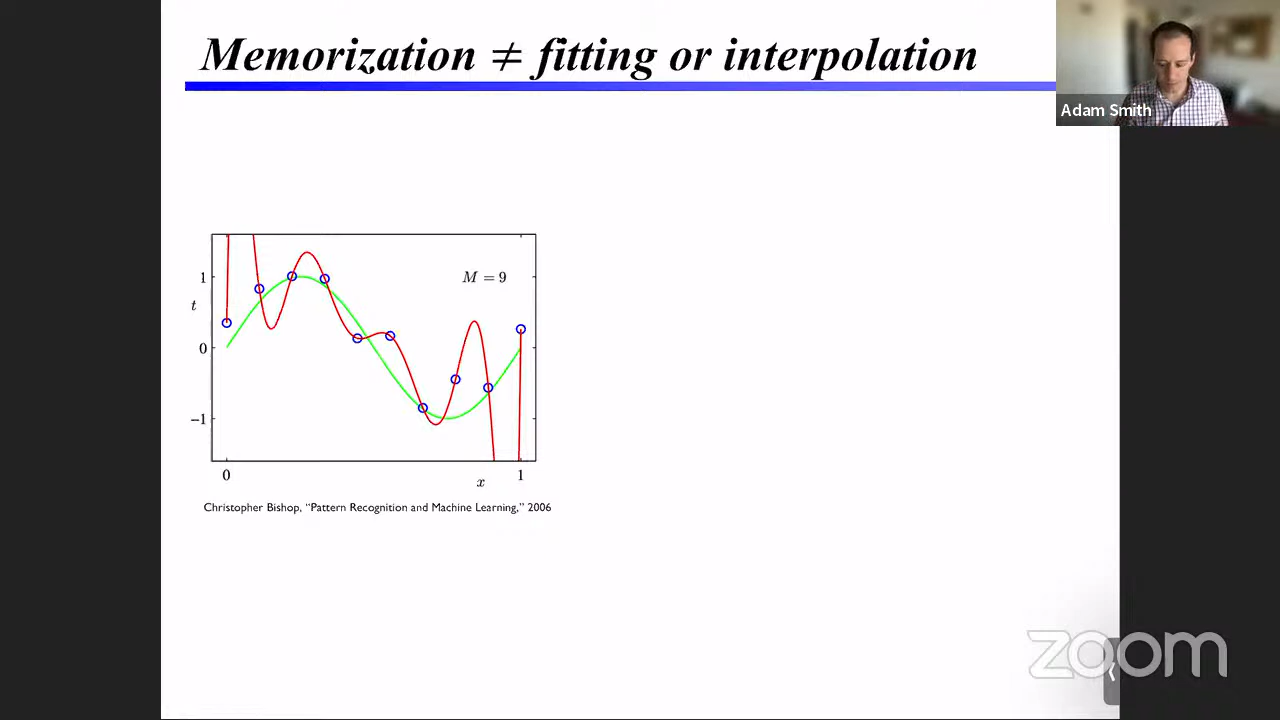 Memorization ≠ fitting or interpolation
Adam Smith
M = 9
1
t
0
−1
0
1
x
Christopher Bishop, “Pattern Recognition and Machine Learning,” 2006
zoom